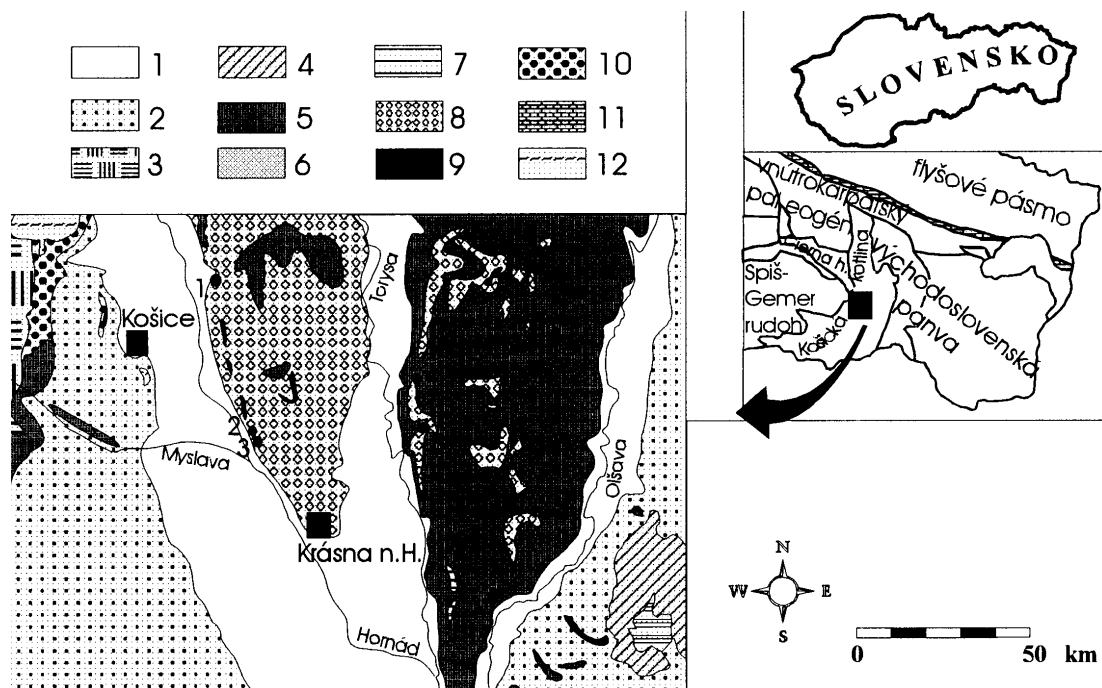 1
4
7
10
2
5
8
11
3
6
9
12
SLOVENSKO
vnútrokarpatský
paleogén
flyšové pásmo
Čierna h.
kotlina
Východoslovenská
panva
Spiš-
Gemer
rudoh
Košická
1
Košice
Torysa
2
3
Myslava
Olšava
Krásna n.H.
Hornád
N
W
E
S
0
50
km